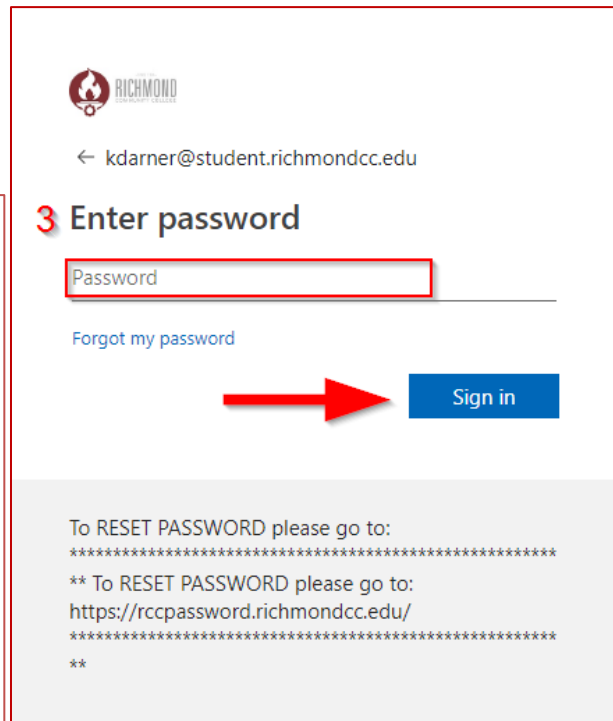 RICHMOND
COMMUNITY COLLEGE
← kdarner@student.richmondcc.edu
3 Enter password
Password
Forgot my password
Sign in
To RESET PASSWORD please go to:
********************************************************
** To RESET PASSWORD please go to:
https://rccpassword.richmondcc.edu/
********************************************************
**